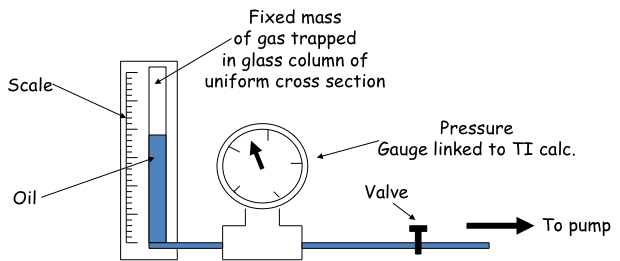 Fixed mass
of gas trapped
in glass column of
uniform cross section
Scale
Pressure
Gauge linked to TI calc.
Valve
Oil
To pump